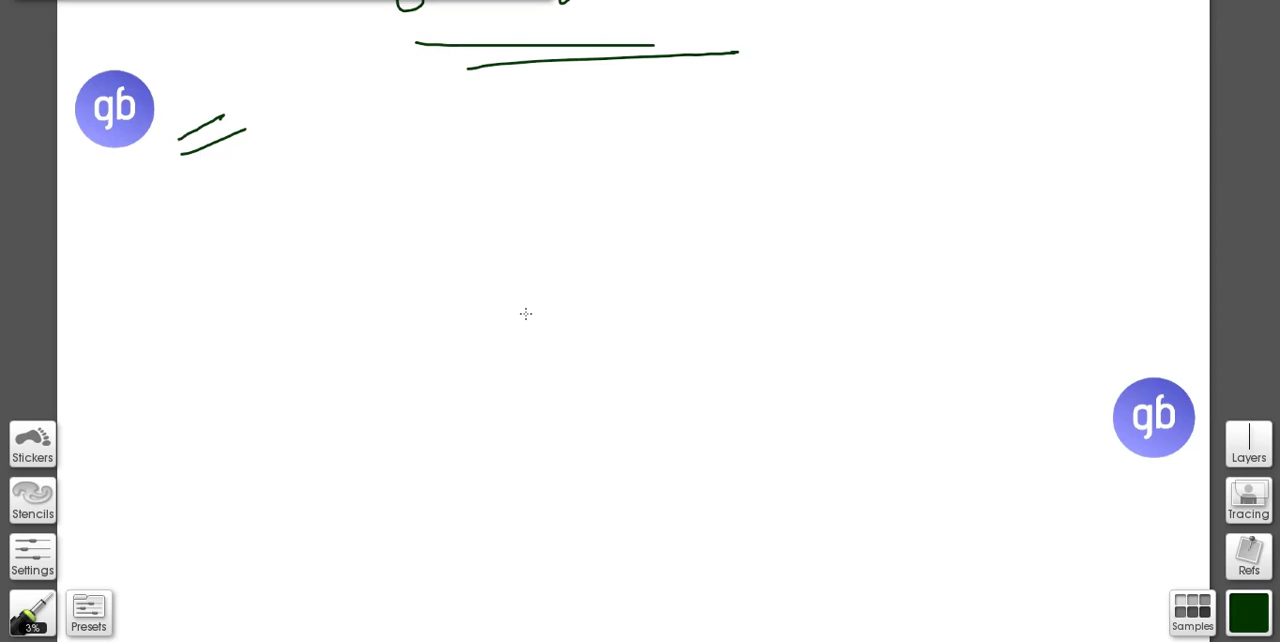 gb
gb
Stickers
Layers
Stencils
Tracing
Settings
Refs
3%
Presets
Samples